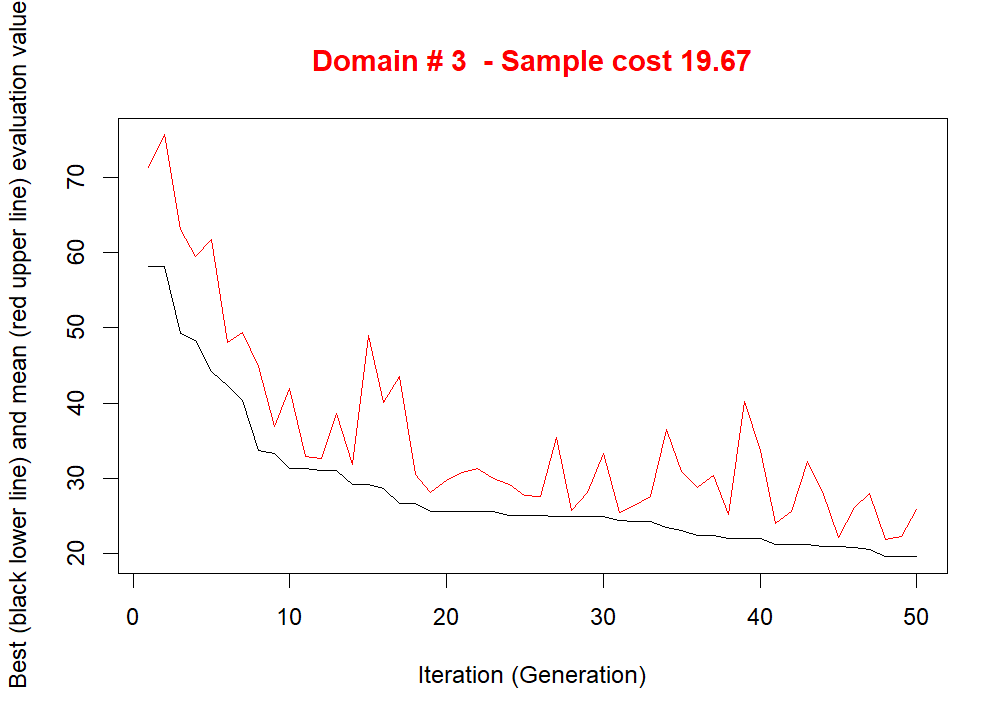 Domain # 3  - Sample cost 19.67
Best (black lower line) and mean (red upper line) evaluation value
70
60
50
40
30
20
0 10 20 30 40 50
Iteration (Generation)